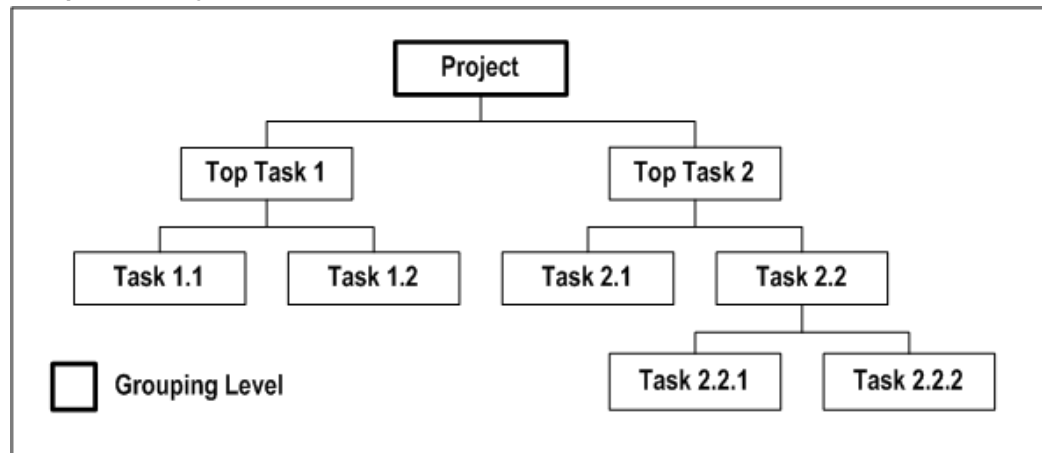 Project
Top Task 1
Top Task 2
Task 1.1
Task 1.2
Task 2.1
Task 2.2
Task 2.2.1
Task 2.2.2
Grouping Level